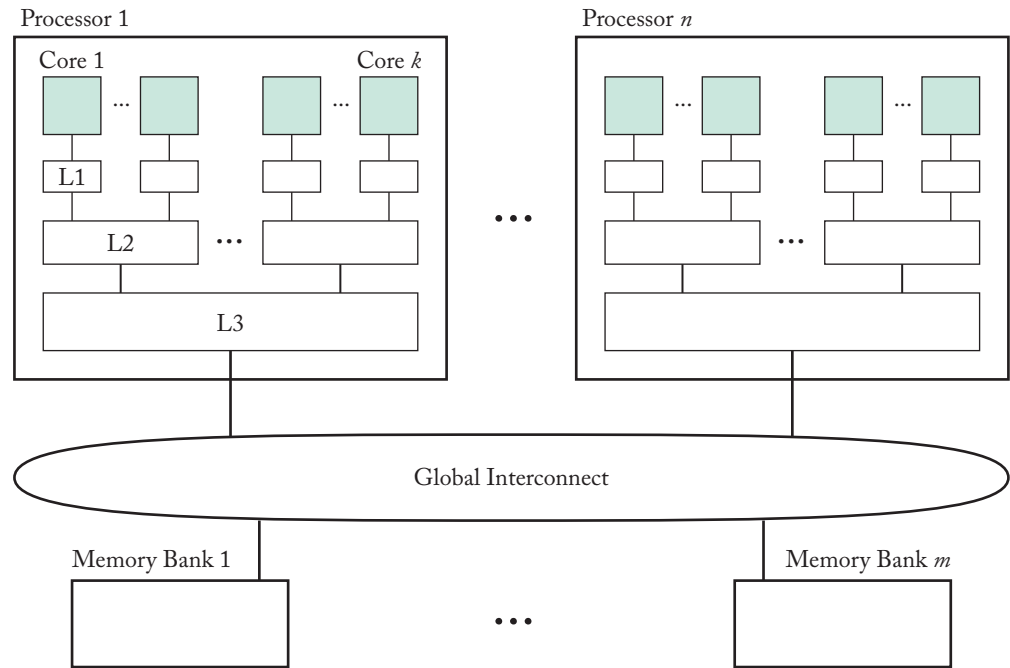 Processor 1
Processor n
Core 1
...
Core k
...
...
...
L1
L2
...
...
...
L3
Global Interconnect
Memory Bank 1
Memory Bank m
...